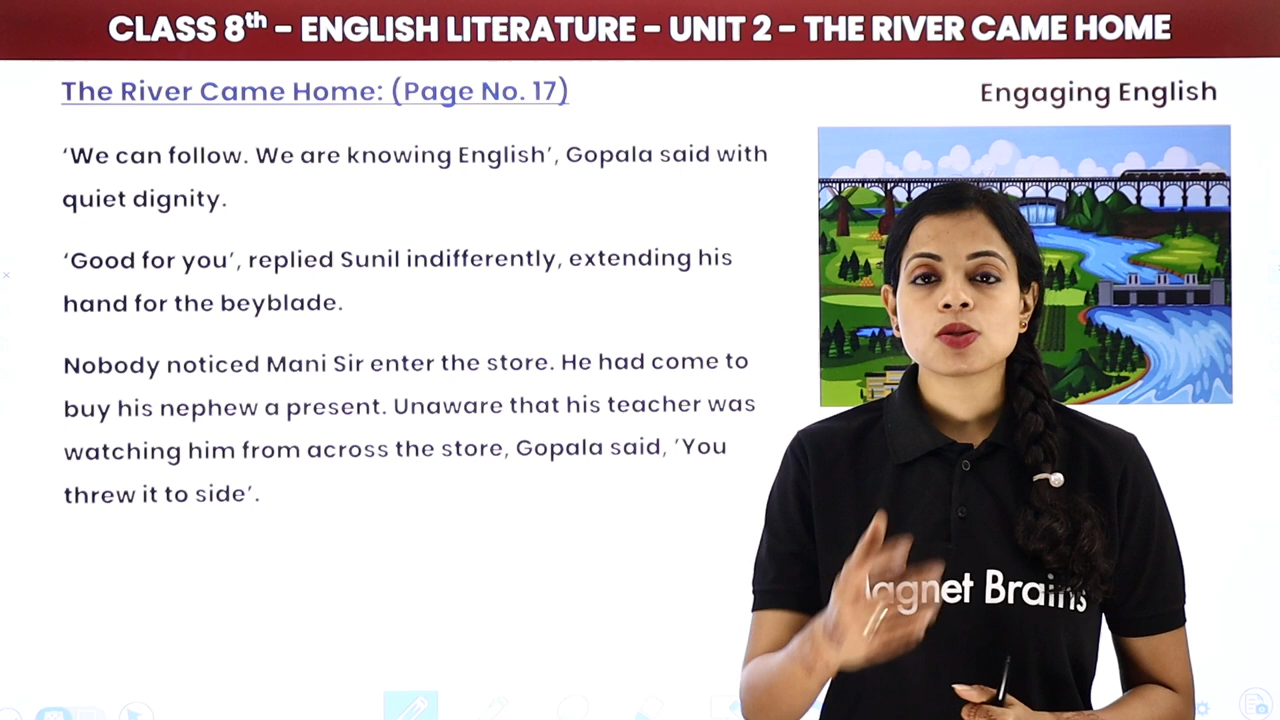 CLASS 8th - ENGLISH LITERATURE - UNIT 2 - THE RIVER CAME HOME
The River Came Home: (Page No. 17)
Engaging English
‘We can follow. We are knowing English’, Gopala said with
quiet dignity.
‘Good for you’, replied Sunil indifferently, extending his
hand for the beyblade.
Nobody noticed Mani Sir enter the store. He had come to
buy his nephew a present. Unaware that his teacher was
watching him from across the store, Gopala said, ‘You
threw it to side’.
agnet Brains